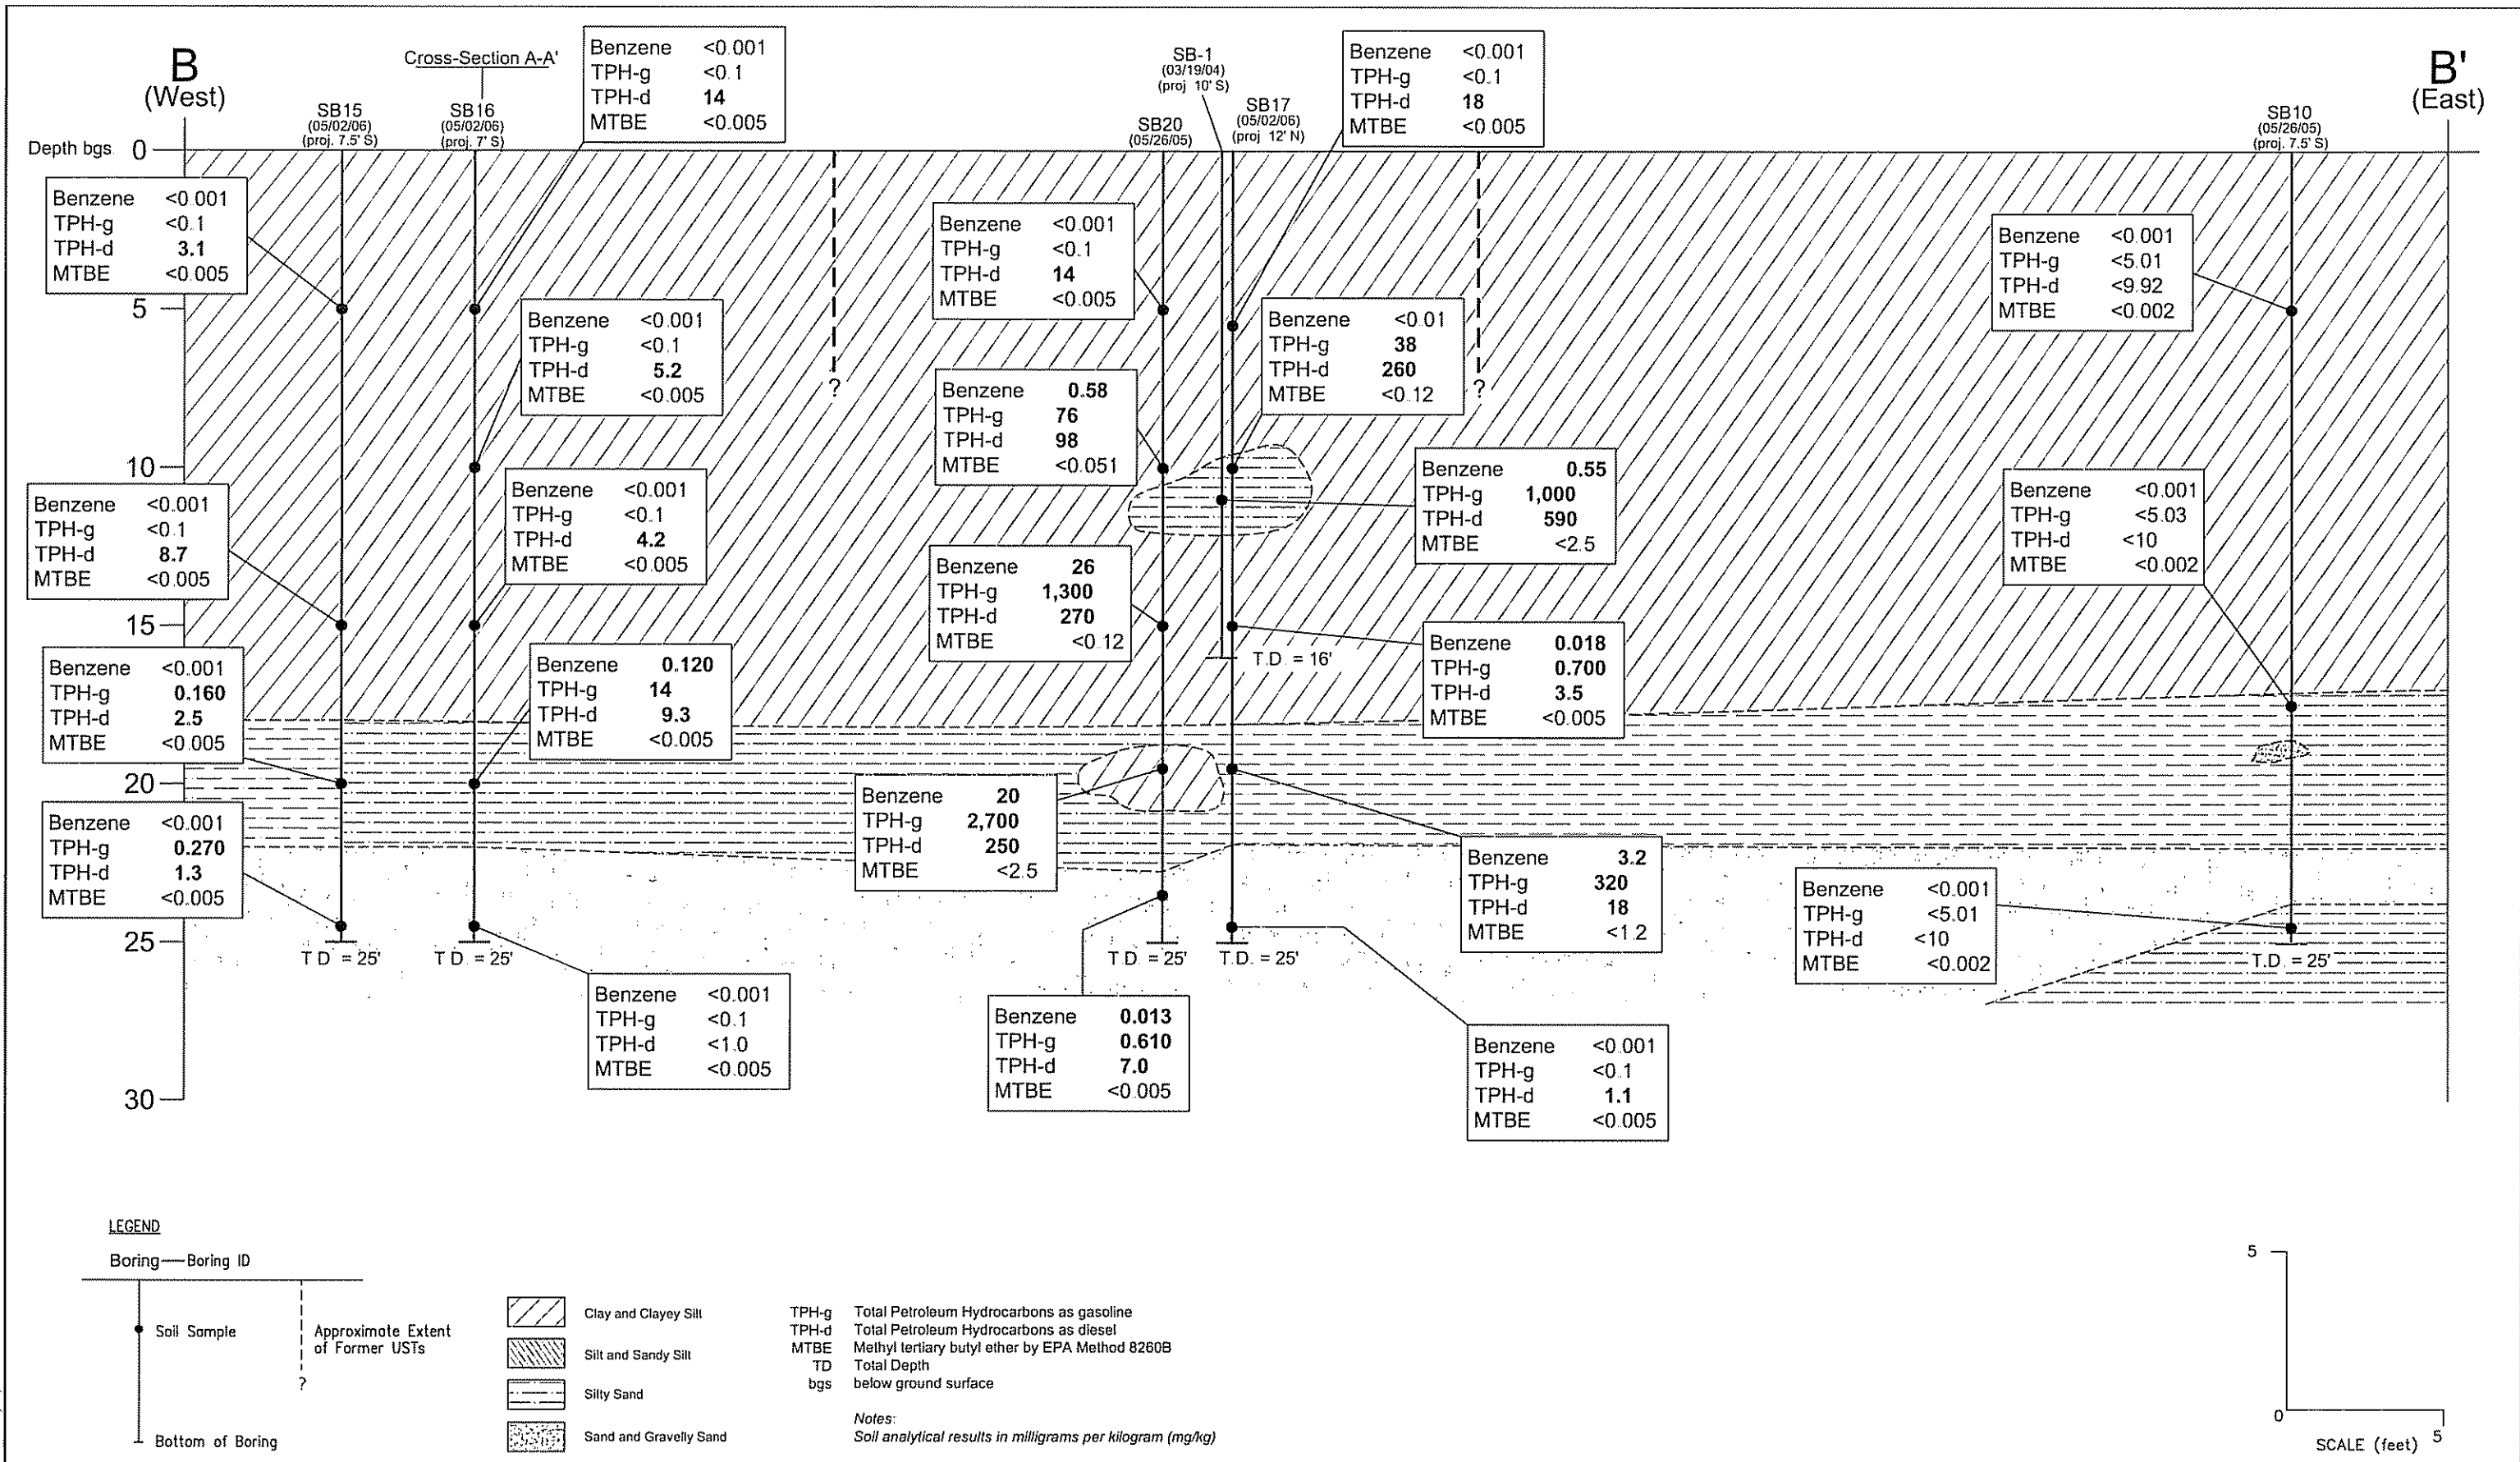 B
(West)
Cross-Section A-A'
B'
(East)
SB15
(05/02/06)
(proj. 7.5' S)
SB16
(05/02/06)
(proj. 7' S)
SB20
(05/26/05)
SB-1
(03/19/04)
(proj 10' S)
SB17
(05/02/06)
(proj 12' N)
SB10
(05/26/05)
(proj. 7.5' S)
Depth bgs. 0
5
10
15
20
25
30
Benzene <0.001
TPH-g <0.1
TPH-d 3.1
MTBE <0.005
Benzene <0.001
TPH-g <0.1
TPH-d 8.7
MTBE <0.005
Benzene <0.001
TPH-g 0.160
TPH-d 2.5
MTBE <0.005
Benzene <0.001
TPH-g 0.270
TPH-d 1.3
MTBE <0.005
T.D. = 25'
Benzene <0.001
TPH-g <0.1
TPH-d 14
MTBE <0.005
Benzene <0.001
TPH-g <0.1
TPH-d 5.2
MTBE <0.005
Benzene <0.001
TPH-g <0.1
TPH-d 4.2
MTBE <0.005
Benzene 0.120
TPH-g 14
TPH-d 9.3
MTBE <0.005
T.D. = 25'
Benzene <0.001
TPH-g <0.1
TPH-d <1.0
MTBE <0.005
?
Benzene <0.001
TPH-g <0.1
TPH-d 14
MTBE <0.005
Benzene 0.58
TPH-g 76
TPH-d 98
MTBE <0.051
Benzene 26
TPH-g 1,300
TPH-d 270
MTBE <0.12
Benzene 20
TPH-g 2,700
TPH-d 250
MTBE <2.5
T.D. = 25'
Benzene 0.013
TPH-g 0.610
TPH-d 7.0
MTBE <0.005
Benzene <0.001
TPH-g <0.1
TPH-d 18
MTBE <0.005
Benzene <0.01
TPH-g 38
TPH-d 260
MTBE <0.12
?
Benzene 0.55
TPH-g 1,000
TPH-d 590
MTBE <2.5
T.D. = 16'
Benzene 0.018
TPH-g 0.700
TPH-d 3.5
MTBE <0.005
Benzene 3.2
TPH-g 320
TPH-d 18
MTBE <1.2
T.D. = 25'
Benzene <0.001
TPH-g <0.1
TPH-d 1.1
MTBE <0.005
Benzene <0.001
TPH-g <5.01
TPH-d <9.92
MTBE <0.002
Benzene <0.001
TPH-g <5.03
TPH-d <10
MTBE <0.002
Benzene <0.001
TPH-g <5.01
TPH-d <10
MTBE <0.002
T.D. = 25'
LEGEND
Boring — Boring ID
Soil Sample
Approximate Extent
of Former USTs
?
Bottom of Boring
Clay and Clayey Silt
Silt and Sandy Silt
Silty Sand
Sand and Gravelly Sand
TPH-g Total Petroleum Hydrocarbons as gasoline
TPH-d Total Petroleum Hydrocarbons as diesel
MTBE Methyl tertiary butyl ether by EPA Method 8260B
TD Total Depth
bgs below ground surface
Notes:
Soil analytical results in milligrams per kilogram (mg/kg)
5
0
SCALE (feet) 5